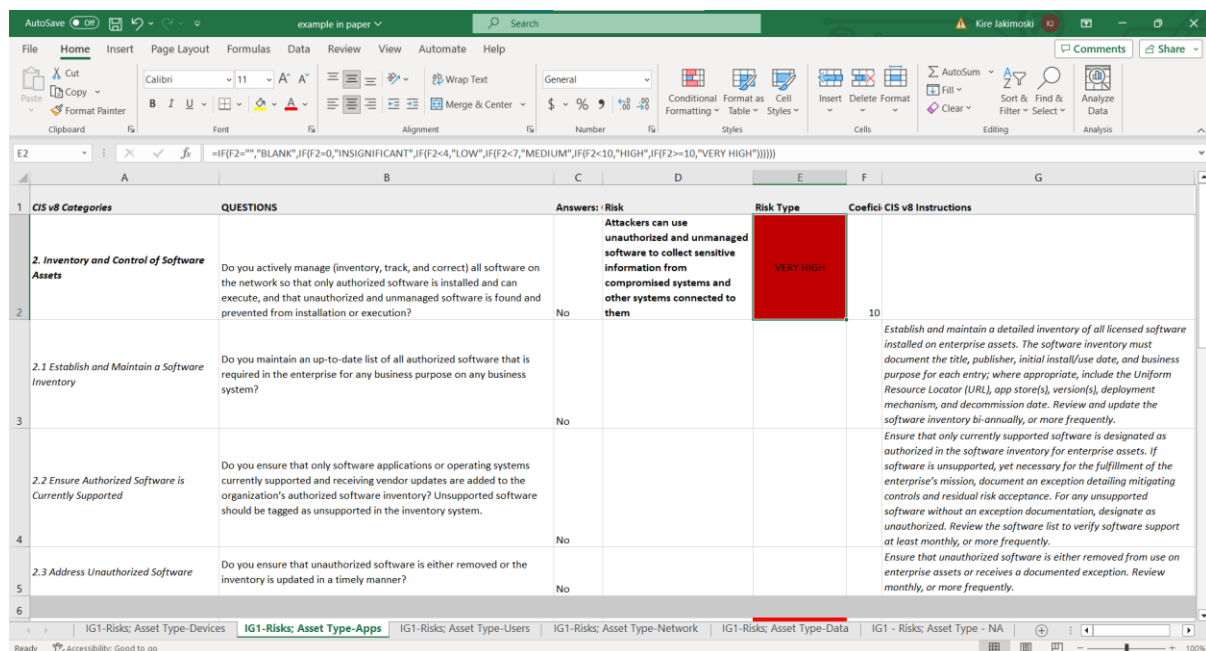 AutoSave Off example in paper Search Kire Jakimoski KJ
File Home Insert Page Layout Formulas Data Review View Automate Help Comments Share
Paste Cut Copy Format Painter Clipboard
Calibri 11 A^ A˅ B I U A Font
Wrap Text Merge & Center Alignment
General $ % 9 Number
Conditional Formatting Format as Table Cell Styles Styles
Insert Delete Format Cells
AutoSum Fill Clear Sort & Filter Find & Select Editing
Analyze Data Analysis
E2 fx =IF(F2="","BLANK",IF(F2=0,"INSIGNIFICANT",IF(F2<4,"LOW",IF(F2<7,"MEDIUM",IF(F2<10,"HIGH",IF(F2>=10,"VERY HIGH"))))))
A B C D E F G
1 CIS v8 Categories QUESTIONS Answers: Risk Risk Type Coefici CIS v8 Instructions
2
2. Inventory and Control of Software
Assets
Do you actively manage (inventory, track, and correct) all software on
the network so that only authorized software is installed and can
execute, and that unauthorized and unmanaged software is found and
prevented from installation or execution?
No
Attackers can use
unauthorized and unmanaged
software to collect sensitive
information from
compromised systems and
other systems connected to
them
VERY HIGH
10
3
2.1 Establish and Maintain a Software
Inventory
Do you maintain an up-to-date list of all authorized software that is
required in the enterprise for any business purpose on any business
system?
No
Establish and maintain a detailed inventory of all licensed software
installed on enterprise assets. The software inventory must
document the title, publisher, initial install/use date, and business
purpose for each entry; where appropriate, include the Uniform
Resource Locator (URL), app store(s), version(s), deployment
mechanism, and decommission date. Review and update the
software inventory bi-annually, or more frequently.
4
2.2 Ensure Authorized Software is
Currently Supported
Do you ensure that only software applications or operating systems
currently supported and receiving vendor updates are added to the
organization's authorized software inventory? Unsupported software
should be tagged as unsupported in the inventory system.
No
Ensure that only currently supported software is designated as
authorized in the software inventory for enterprise assets. If
software is unsupported, yet necessary for the fulfillment of the
enterprise's mission, document an exception detailing mitigating
controls and residual risk acceptance. For any unsupported
software without an exception documentation, designate as
unauthorized. Review the software list to verify software support
at least monthly, or more frequently.
5
2.3 Address Unauthorized Software
Do you ensure that unauthorized software is either removed or the
inventory is updated in a timely manner?
No
Ensure that unauthorized software is either removed from use on
enterprise assets or receives a documented exception. Review
monthly, or more frequently.
6
IG1-Risks; Asset Type-Devices IG1-Risks; Asset Type-Apps IG1-Risks; Asset Type-Users IG1-Risks; Asset Type-Network IG1-Risks; Asset Type-Data IG1 - Risks; Asset Type - NA
Ready Accessibility: Good to go 100%